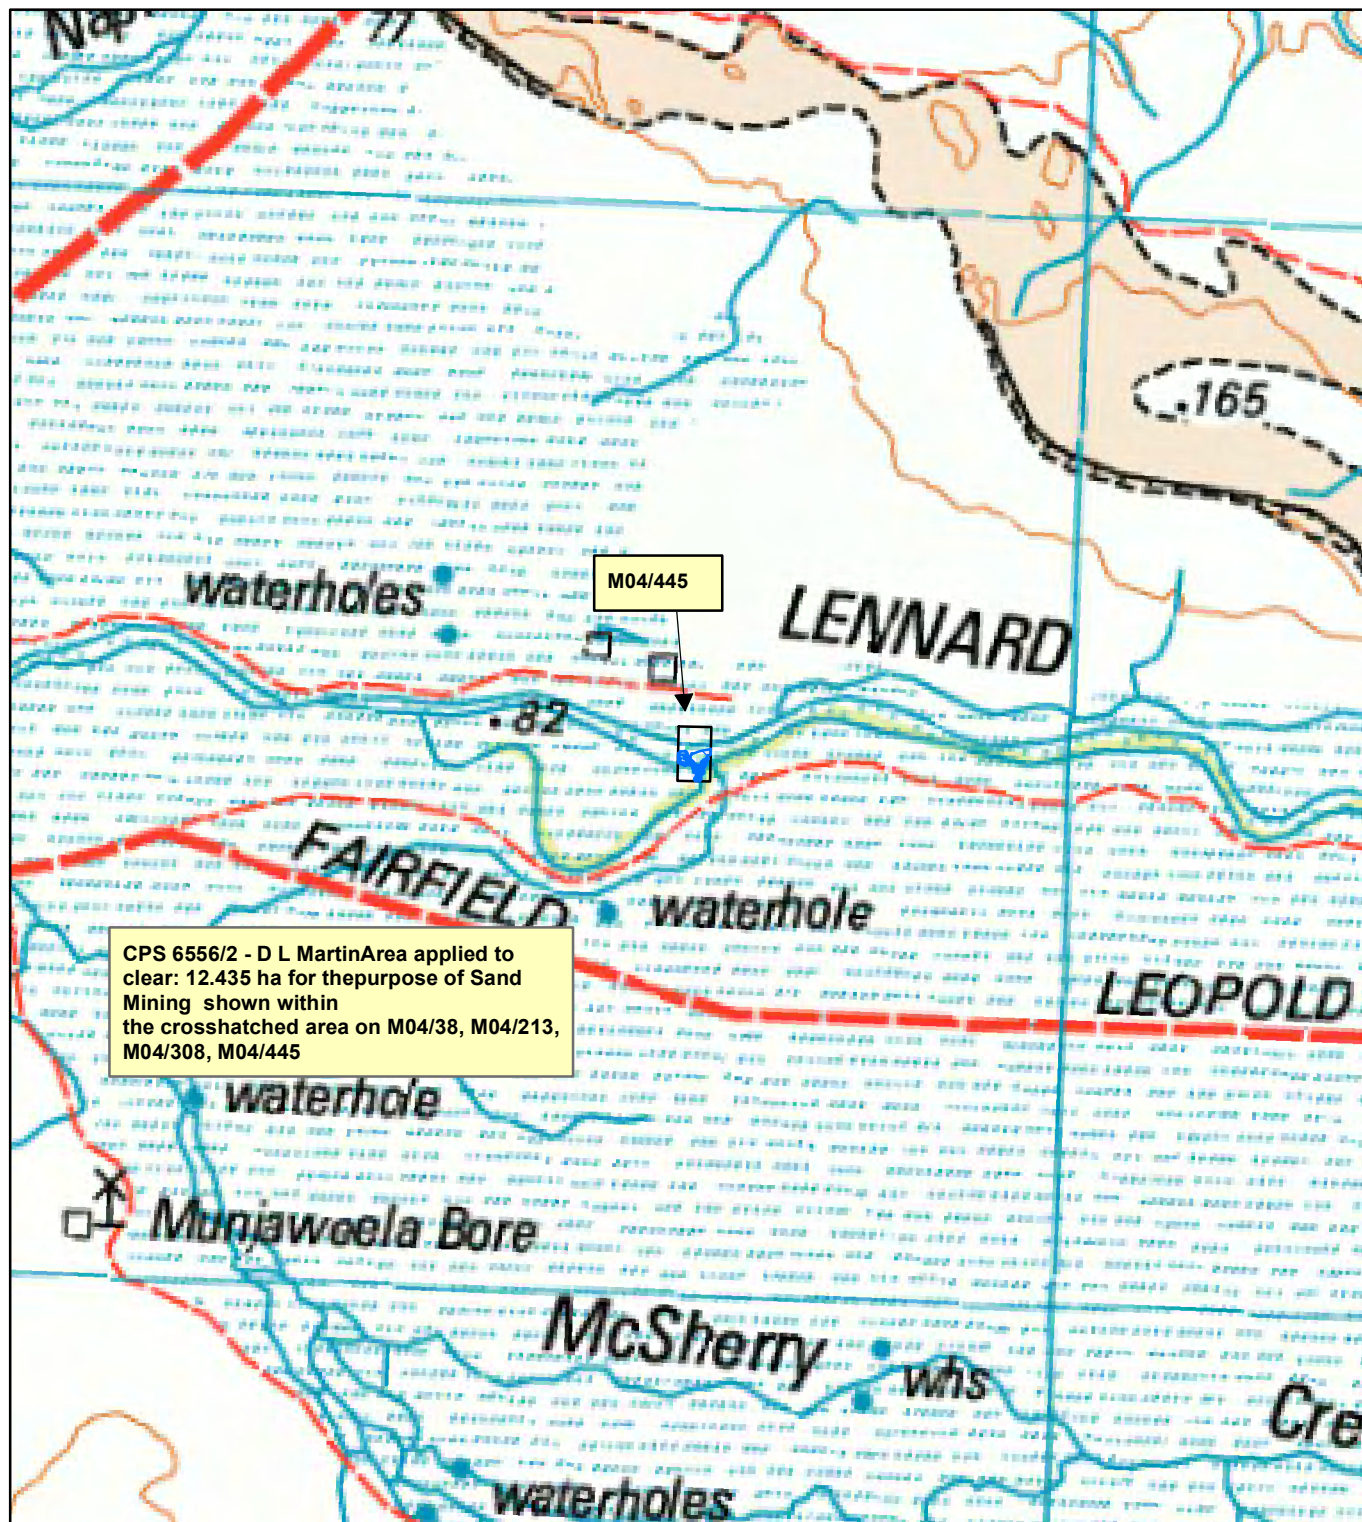 Nap
77
165
waterholes
M04/445
LENNARD
82
FAIRFIELD
waterhole
CPS 6556/2 - D L MartinArea applied to
clear: 12.435 ha for thepurpose of Sand
Mining shown within
the crosshatched area on M04/38, M04/213,
M04/308, M04/445
LEOPOLD
waterhole
Munjaweela Bore
McSherry
whs
Cre
waterholes